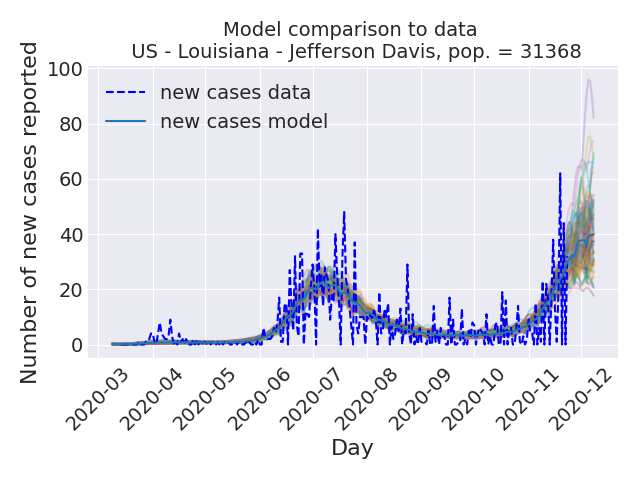 Model comparison to data
US - Louisiana - Jefferson Davis, pop. = 31368
Number of new cases reported
100
80
60
40
20
0
new cases data
new cases model
2020-03
2020-04
2020-05
2020-06
2020-07
2020-08
2020-09
2020-10
2020-11
2020-12
Day